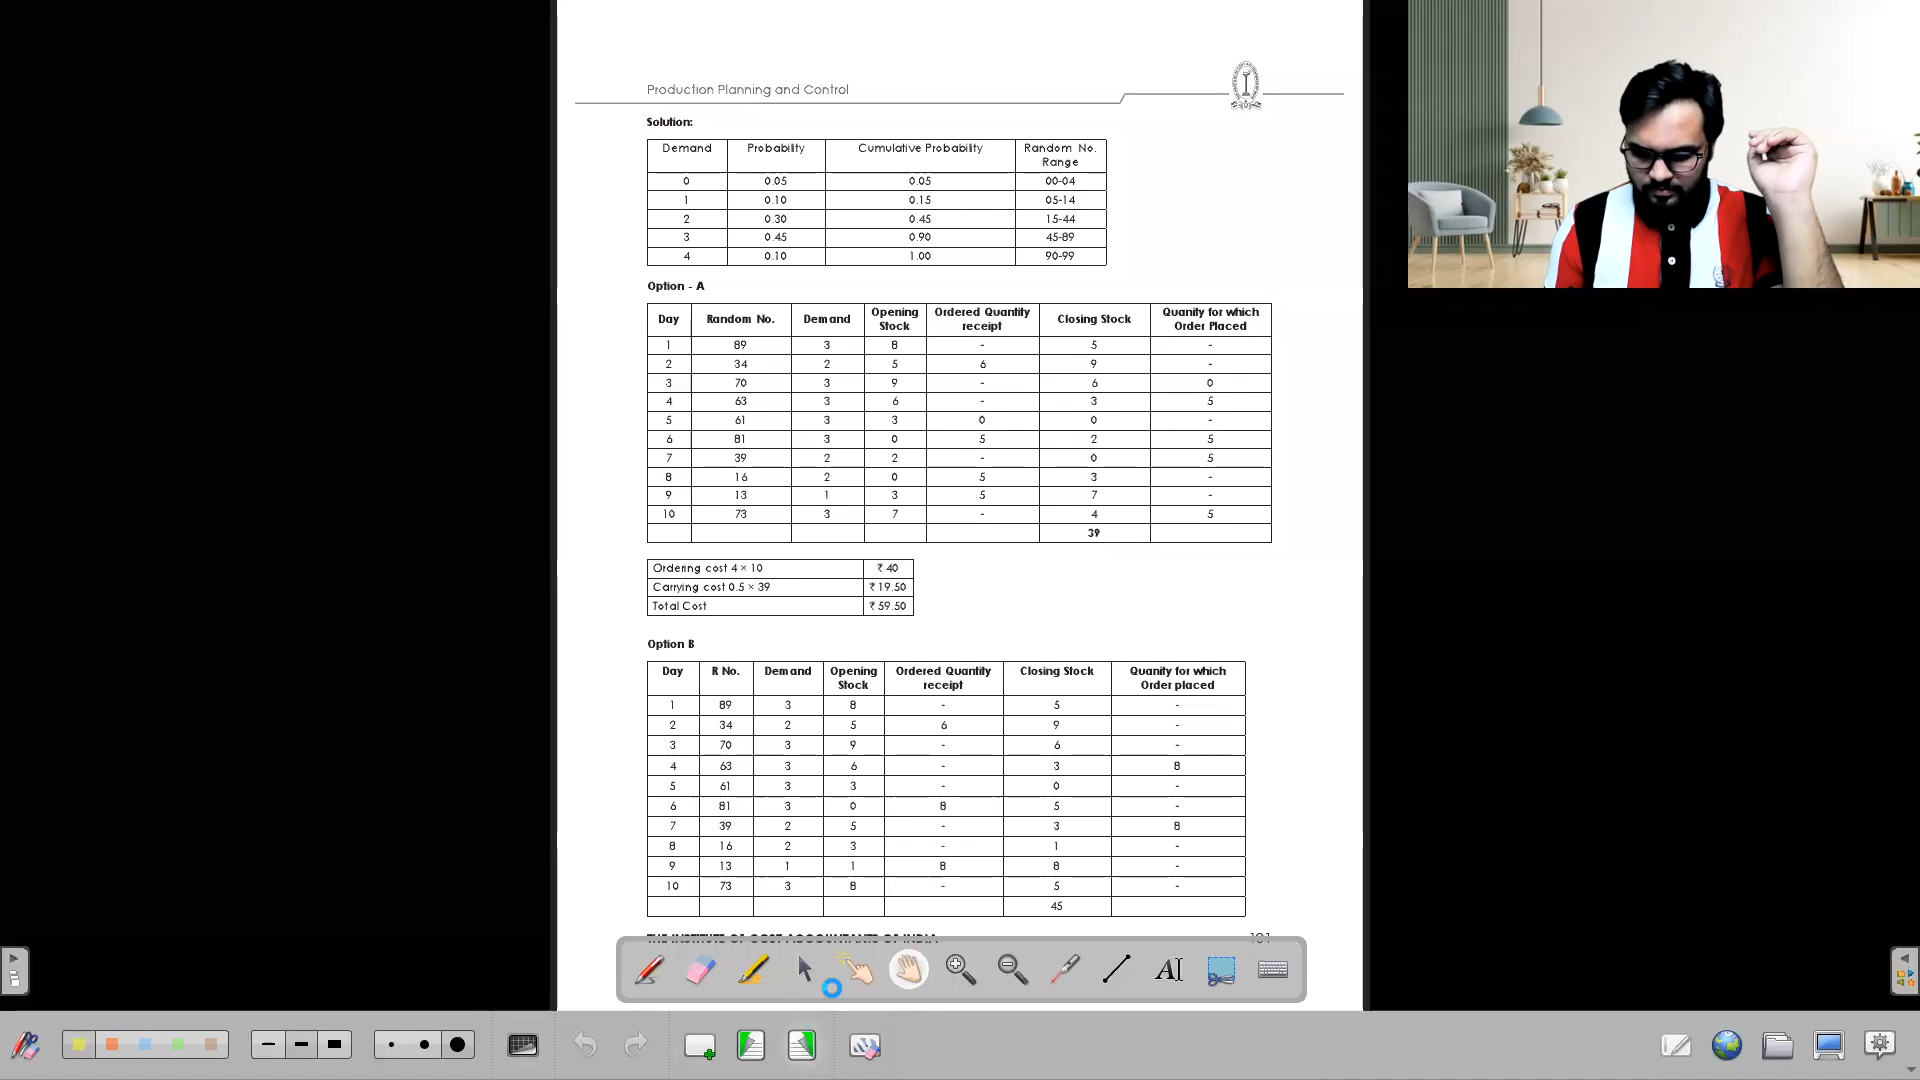 Production Planning and Control
Solution:
Demand Probability Cumulative Probability Random No. Range
0 0.05 0.05 00-04
1 0.10 0.15 05-14
2 0.30 0.45 15-44
3 0.45 0.90 45-89
4 0.10 1.00 90-99
Option - A
Day Random No. Demand Opening Stock Ordered Quantity receipt Closing Stock Quanity for which Order Placed
1 89 3 8 - 5 -
2 34 2 5 6 9 -
3 70 3 9 - 6 0
4 63 3 6 - 3 5
5 61 3 3 0 0 -
6 81 3 0 5 2 5
7 39 2 2 - 0 5
8 16 2 0 5 3 -
9 13 1 3 5 7 -
10 73 3 7 - 4 5
39
Ordering cost 4 × 10 ₹ 40
Carrying cost 0.5 × 39 ₹ 19.50
Total Cost ₹ 59.50
Option B
Day R No. Demand Opening Stock Ordered Quantity receipt Closing Stock Quanity for which Order placed
1 89 3 8 - 5 -
2 34 2 5 6 9 -
3 70 3 9 - 6 -
4 63 3 6 - 3 8
5 61 3 3 - 0 -
6 81 3 0 8 5 -
7 39 2 5 - 3 8
8 16 2 3 - 1 -
9 13 1 1 8 8 -
10 73 3 8 - 5 -
45
THE INSTITUTE OF COST ACCOUNTANTS OF INDIA
AI